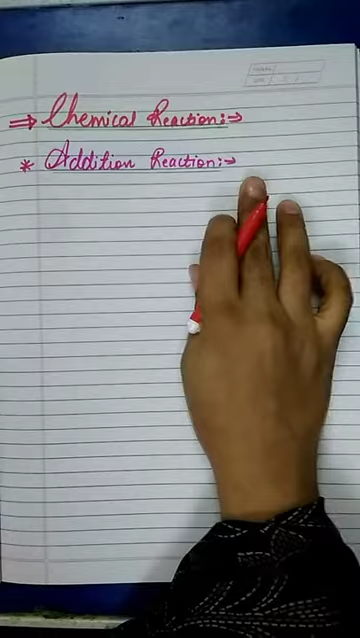 ⇒ Chemical Reaction:→
* Addition Reaction:→